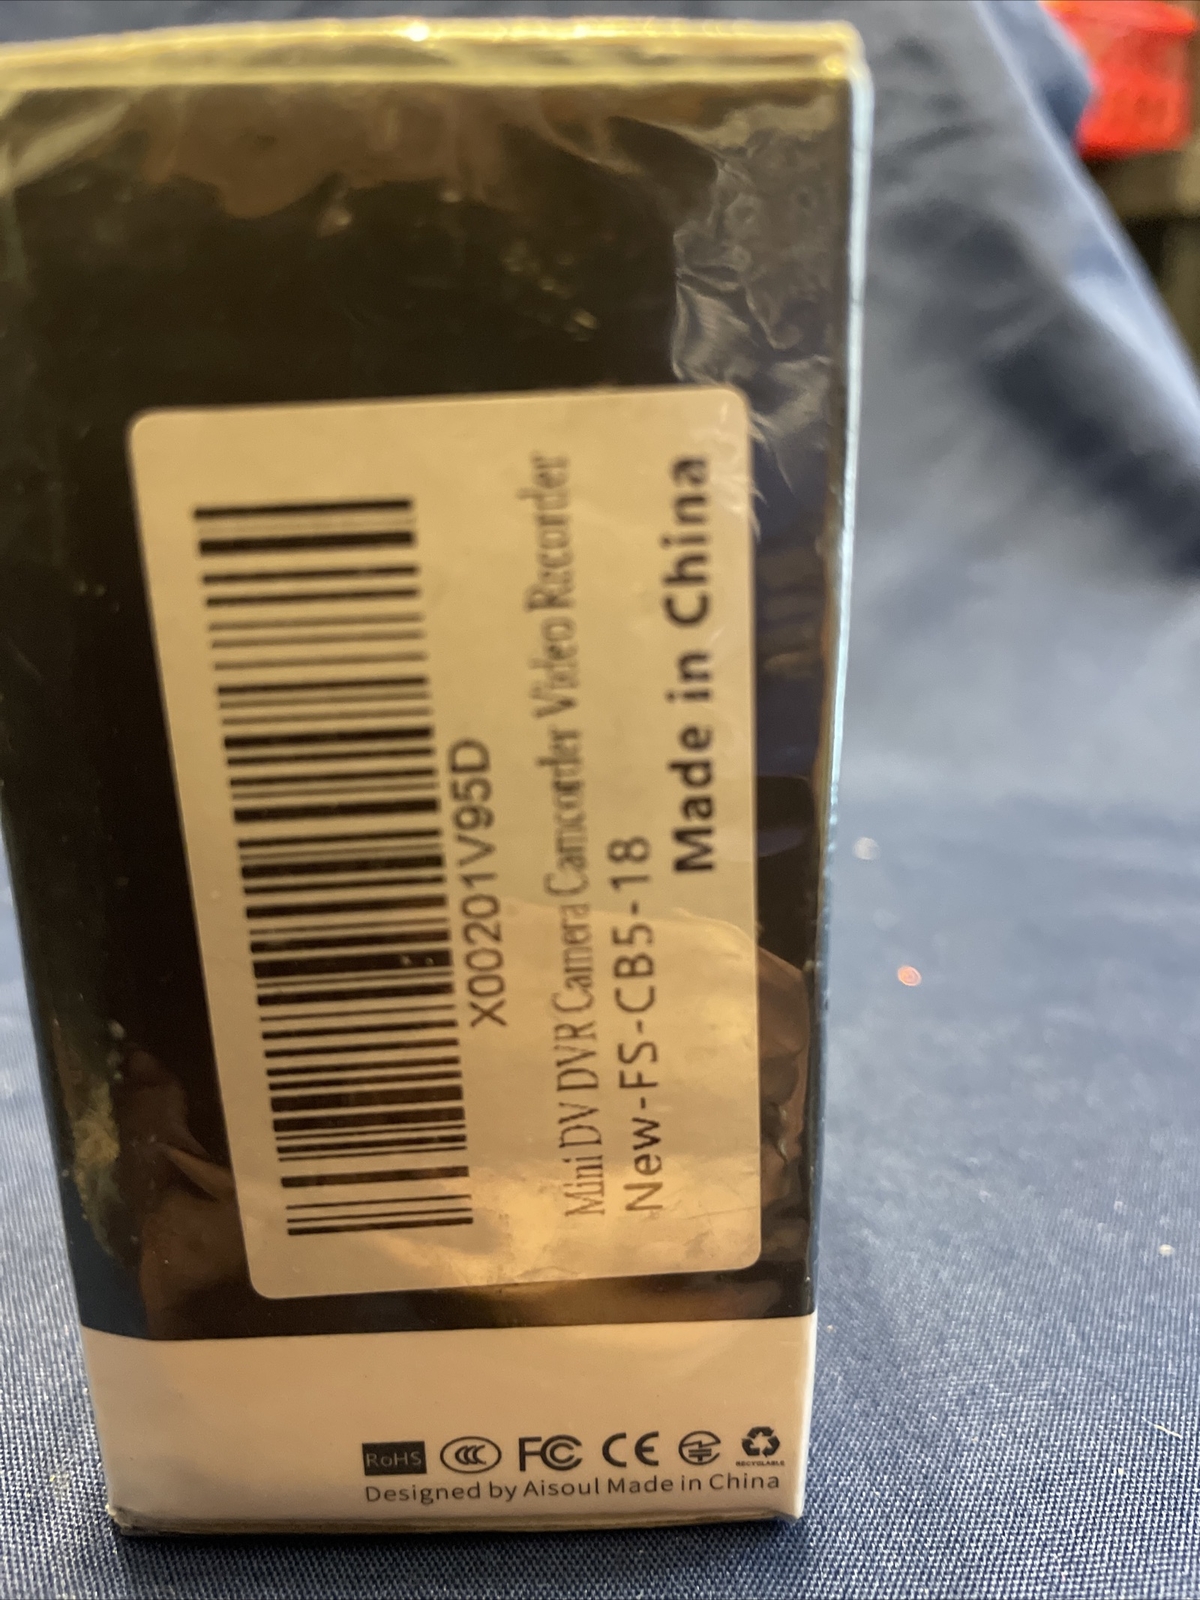 X00201V95D
Mini DV DVR Camera Camcorder Video Recorder
New-FS-CB5-18
Made in China
RoHS CCC FC CE RECYCLABLE
Designed by Aisoul Made in China